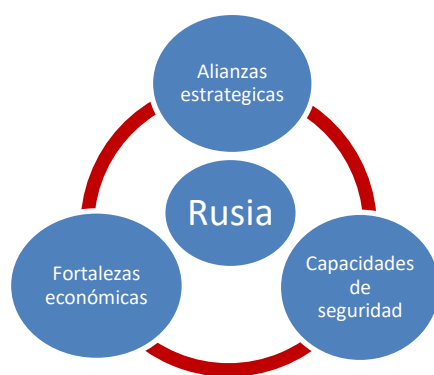 Alianzas
estrategicas
Rusia
Fortalezas
económicas
Capacidades
de
seguridad